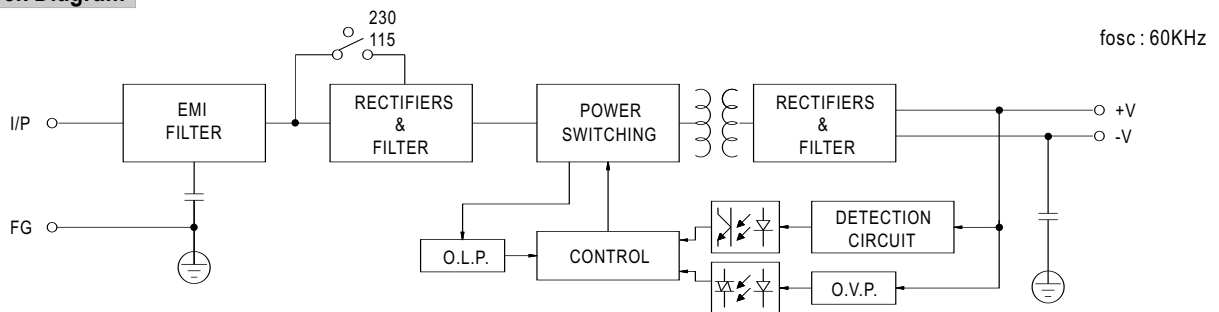 230
115
fosc : 60KHz
I/P
EMI
FILTER
RECTIFIERS
&
FILTER
POWER
SWITCHING
RECTIFIERS
&
FILTER
+V
-V
FG
O.L.P.
CONTROL
DETECTION
CIRCUIT
O.V.P.